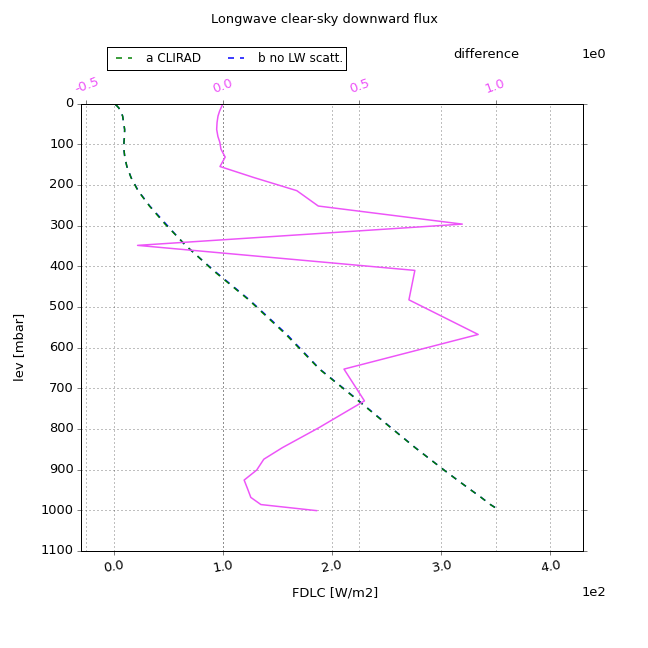 Longwave clear-sky downward flux
a CLIRAD b no LW scatt.
difference 1e0
-0.5 0.0 0.5 1.0
0
100
200
300
400
500
600
700
800
900
1000
1100
lev [mbar]
0.0 1.0 2.0 3.0 4.0
FDLC [W/m2] 1e2